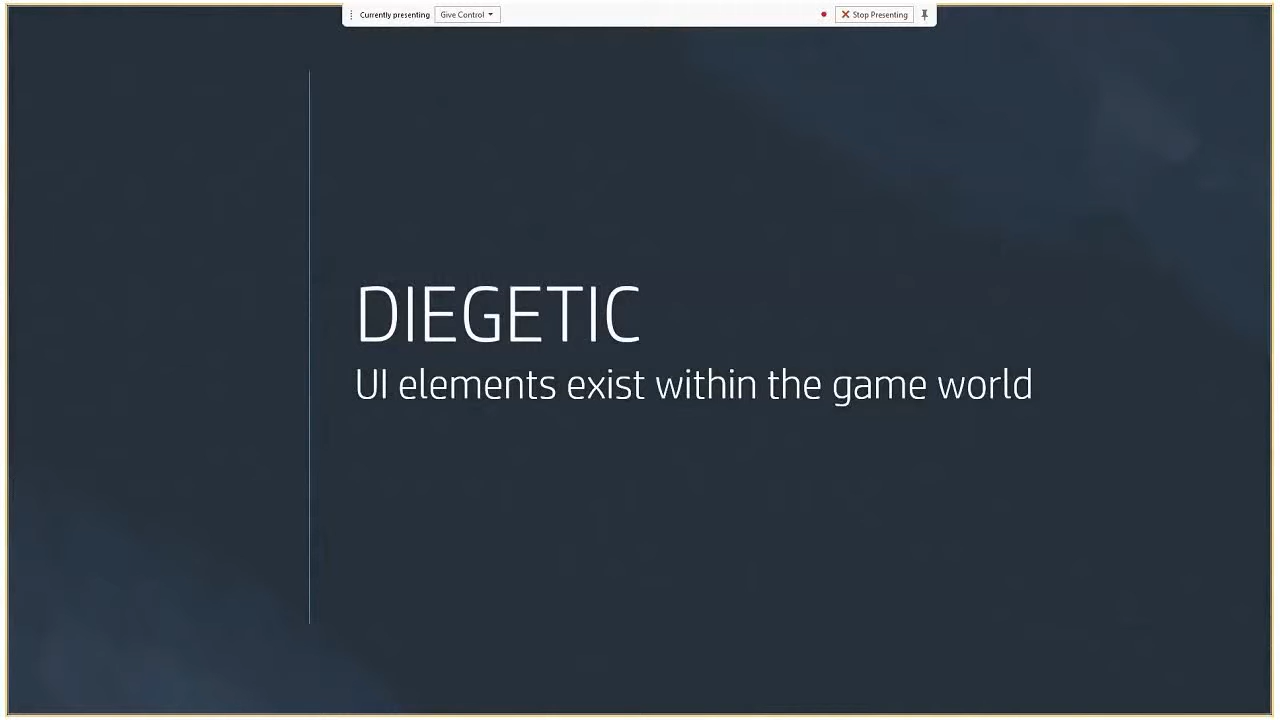 Currently presenting Give Control Stop Presenting
DIEGETIC
UI elements exist within the game world